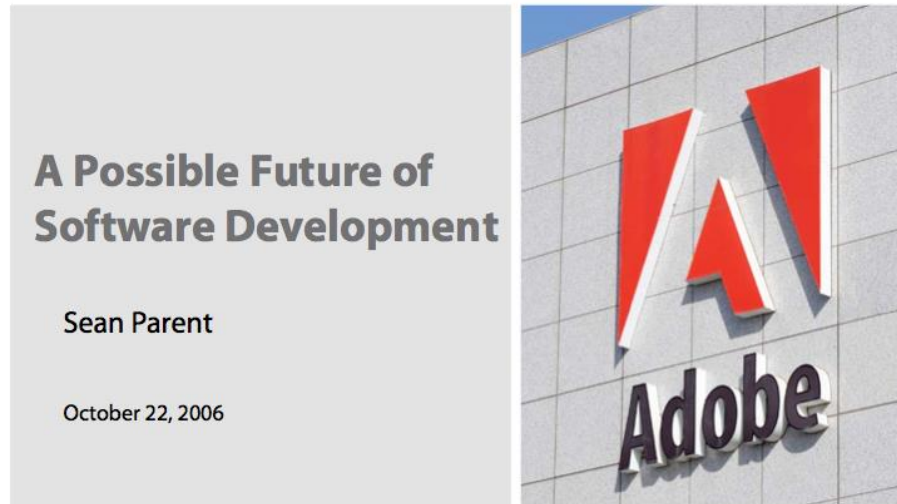 A Possible Future of
Software Development
Sean Parent
October 22, 2006
Adobe